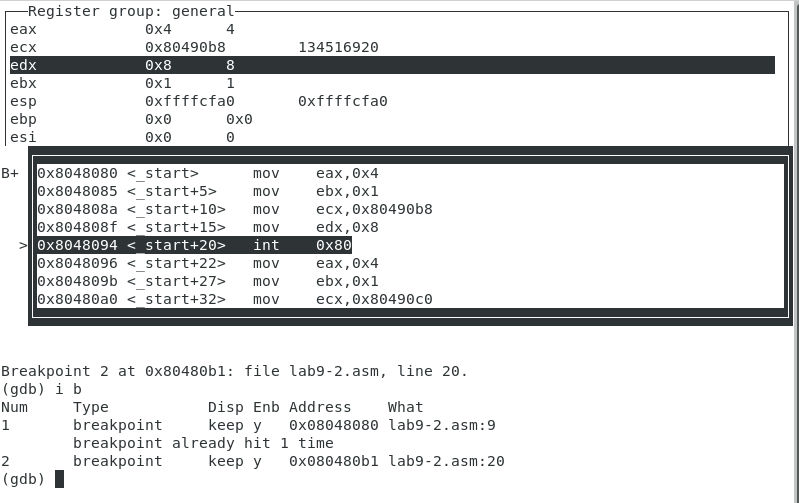 Register group: general
eax 0x4 4
ecx 0x80490b8 134516920
edx 0x8 8
ebx 0x1 1
esp 0xffffcfa0 0xffffcfa0
ebp 0x0 0x0
esi 0x0 0
B+ 0x8048080 <_start> mov eax,0x4
0x8048085 <_start+5> mov ebx,0x1
0x804808a <_start+10> mov ecx,0x80490b8
0x804808f <_start+15> mov edx,0x8
>0x8048094 <_start+20> int 0x80
0x8048096 <_start+22> mov eax,0x4
0x804809b <_start+27> mov ebx,0x1
0x80480a0 <_start+32> mov ecx,0x80490c0
Breakpoint 2 at 0x80480b1: file lab9-2.asm, line 20.
(gdb) i b
Num Type Disp Enb Address What
1 breakpoint keep y 0x08048080 lab9-2.asm:9
breakpoint already hit 1 time
2 breakpoint keep y 0x080480b1 lab9-2.asm:20
(gdb)